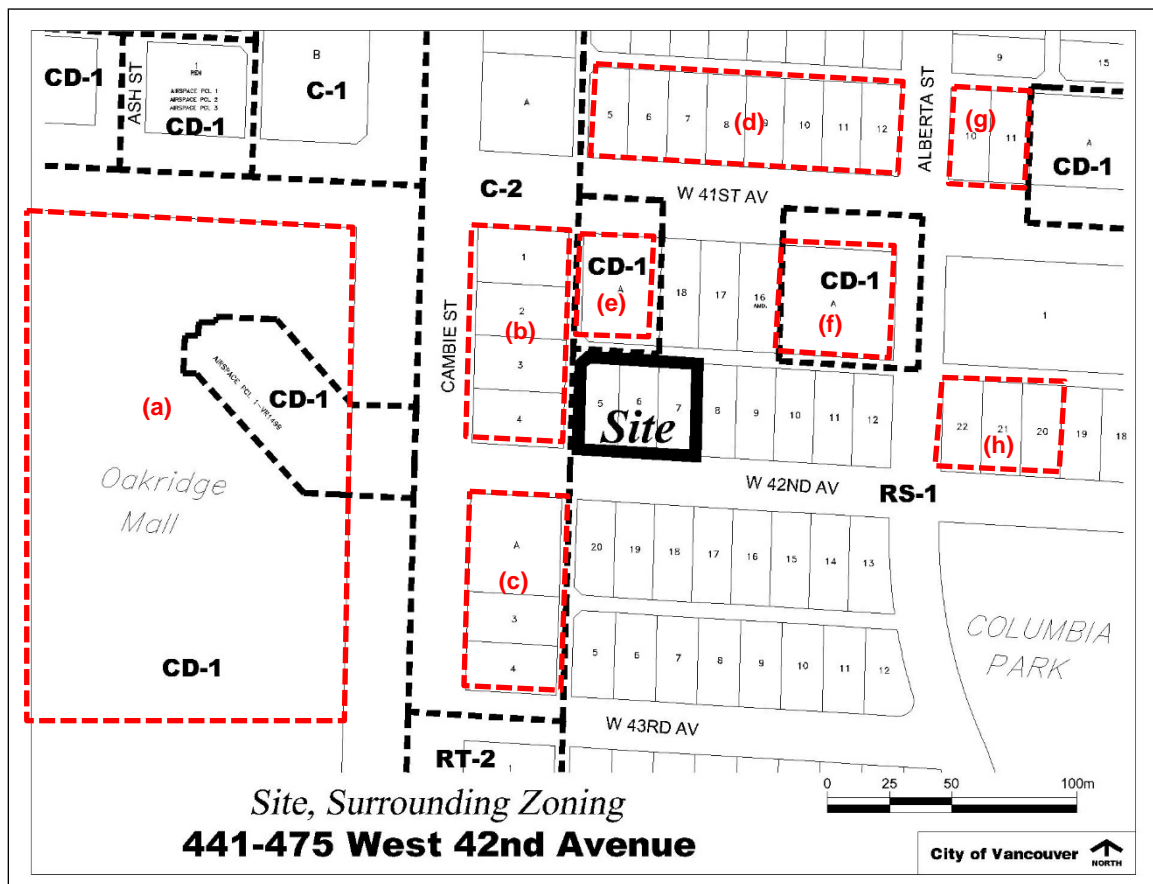 CD-1
ASH ST
1
REM
AIRSPACE PCL 1
AIRSPACE PCL 2
AIRSPACE PCL 3
CD-1
B
C-1
A
C-2
5
6
7
8
9
10
11
12
(d)
ALBERTA ST
9
15
10
11
(g)
A
CD-1
W 41ST AV
1
2
3
4
(b)
CAMBIE ST
CD-1
A
(e)
18
17
16
AMD.
CD-1
A
(f)
1
(a)
AIRSPACE PCL 1-VR1498
CD-1
Oakridge
Mall
CD-1
5
6
7
Site
8
9
10
11
12
22
21
20
19
18
(h)
W 42ND AV
RS-1
A
(c)
3
4
20
19
18
17
16
15
14
13
5
6
7
8
9
10
11
12
COLUMBIA
PARK
W 43RD AV
RT-2
1
0
25
50
100m
Site, Surrounding Zoning
441-475 West 42nd Avenue
City of Vancouver
NORTH